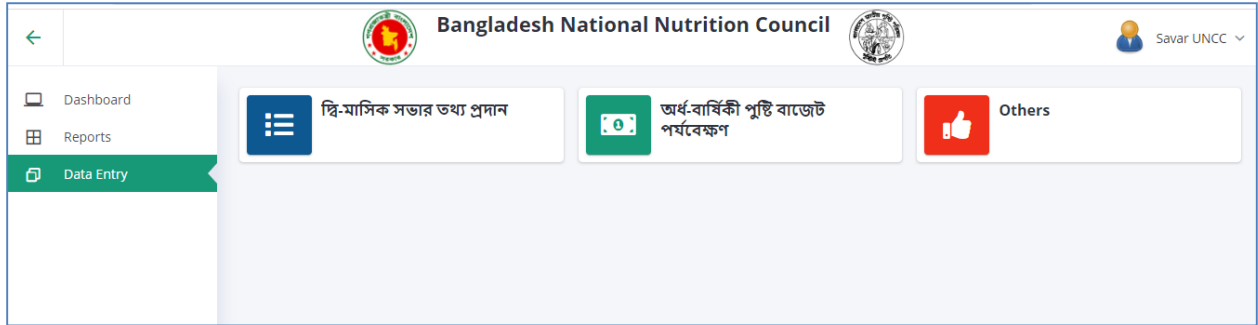 Bangladesh National Nutrition Council
Savar UNCC
Dashboard
Reports
Data Entry
দ্বি-মাসিক সভার তথ্য প্রদান
অর্ধ-বার্ষিকী পুষ্টি বাজেট
পর্যবেক্ষণ
Others